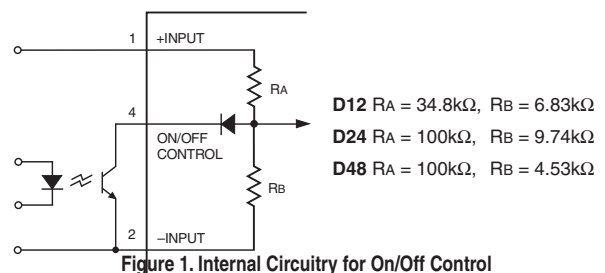 1 +INPUT
RA
4
ON/OFF
CONTROL
D12 RA = 34.8kΩ, RB = 6.83kΩ
D24 RA = 100kΩ, RB = 9.74kΩ
D48 RA = 100kΩ, RB = 4.53kΩ
RB
2 –INPUT
Figure 1. Internal Circuitry for On/Off Control